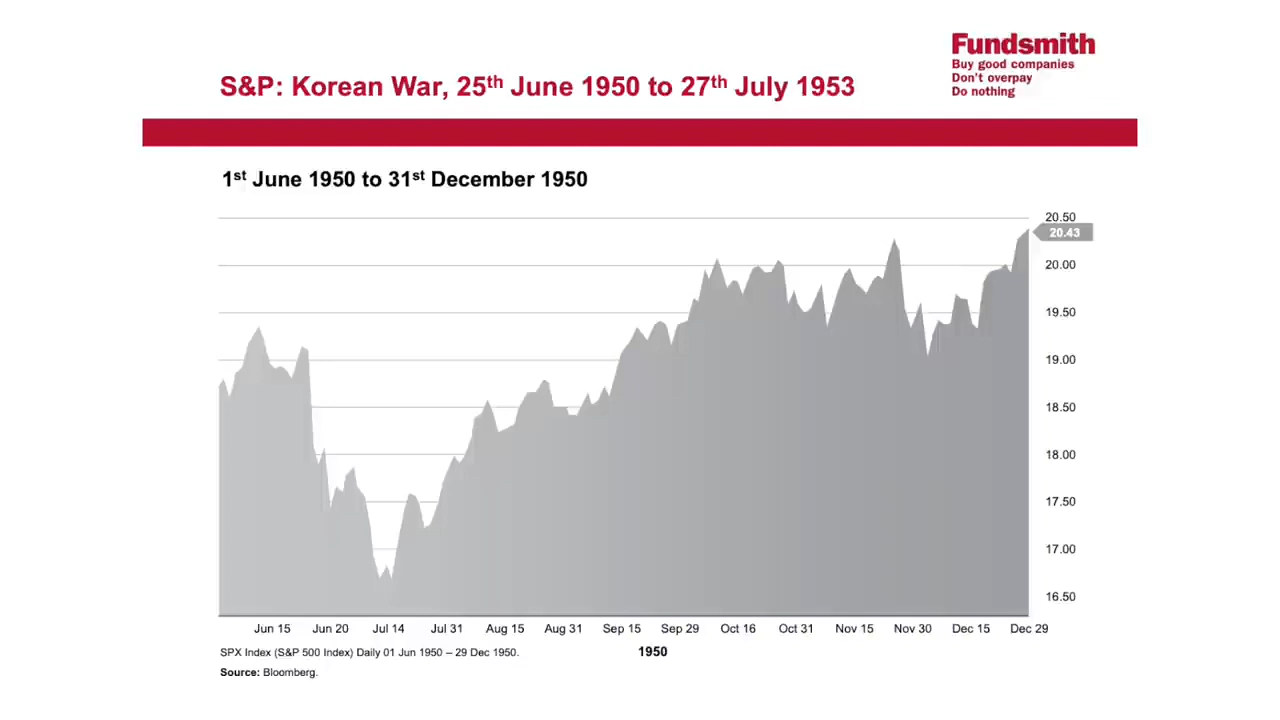 Fundsmith
Buy good companies
Don't overpay
Do nothing
S&P: Korean War, 25th June 1950 to 27th July 1953
1st June 1950 to 31st December 1950
20.50
20.43
20.00
19.50
19.00
18.50
18.00
17.50
17.00
16.50
Jun 15 Jun 20 Jul 14 Jul 31 Aug 15 Aug 31 Sep 15 Sep 29 Oct 16 Oct 31 Nov 15 Nov 30 Dec 15 Dec 29
SPX Index (S&P 500 Index) Daily 01 Jun 1950 – 29 Dec 1950. 1950
Source: Bloomberg.